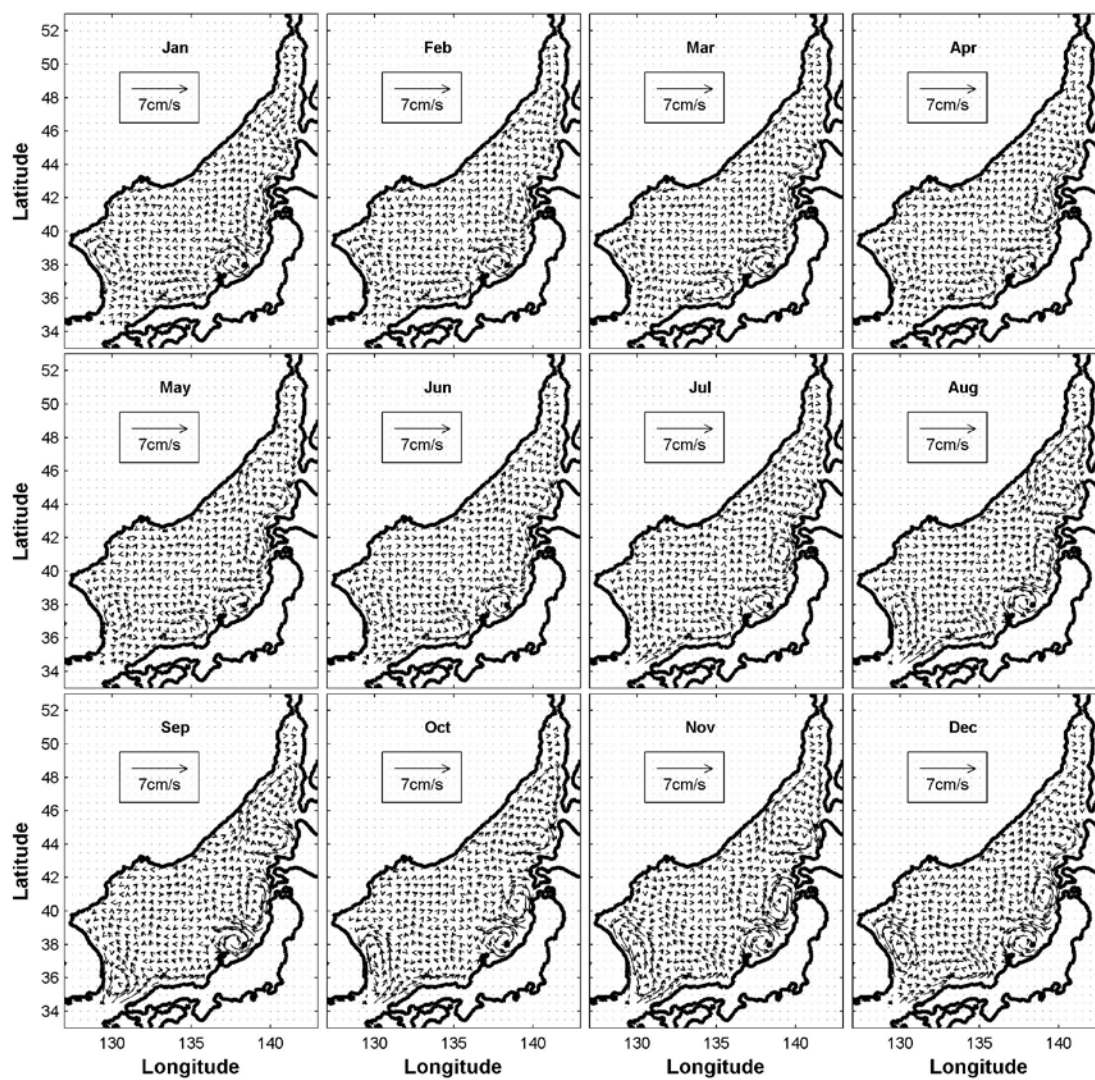 52
50
48
46
44
42
40
38
36
34
Latitude
Jan
7cm/s
Feb
7cm/s
Mar
7cm/s
Apr
7cm/s
52
50
48
46
44
42
40
38
36
34
Latitude
May
7cm/s
Jun
7cm/s
Jul
7cm/s
Aug
7cm/s
52
50
48
46
44
42
40
38
36
34
Latitude
Sep
7cm/s
Oct
7cm/s
Nov
7cm/s
Dec
7cm/s
130 135 140
130 135 140
130 135 140
130 135 140
Longitude
Longitude
Longitude
Longitude